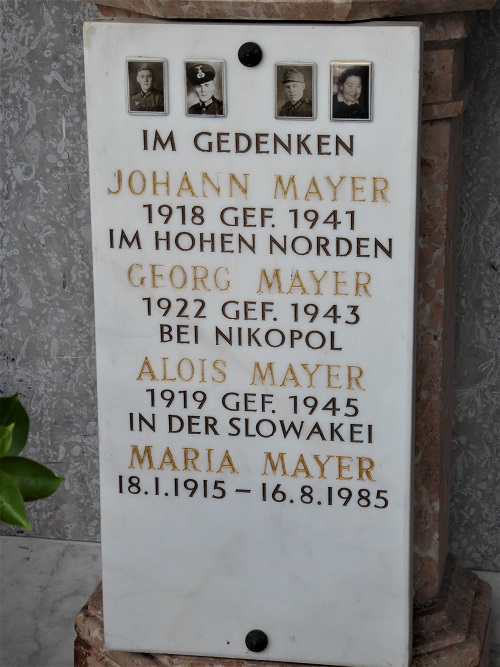 IM GEDENKEN
JOHANN MAYER
1918 GEF. 1941
IM HOHEN NORDEN
GEORG MAYER
1922 GEF. 1943
BEI NIKOPOL
ALOIS MAYER
1919 GEF. 1945
IN DER SLOWAKEI
MARIA MAYER
18.1.1915 – 16.8.1985